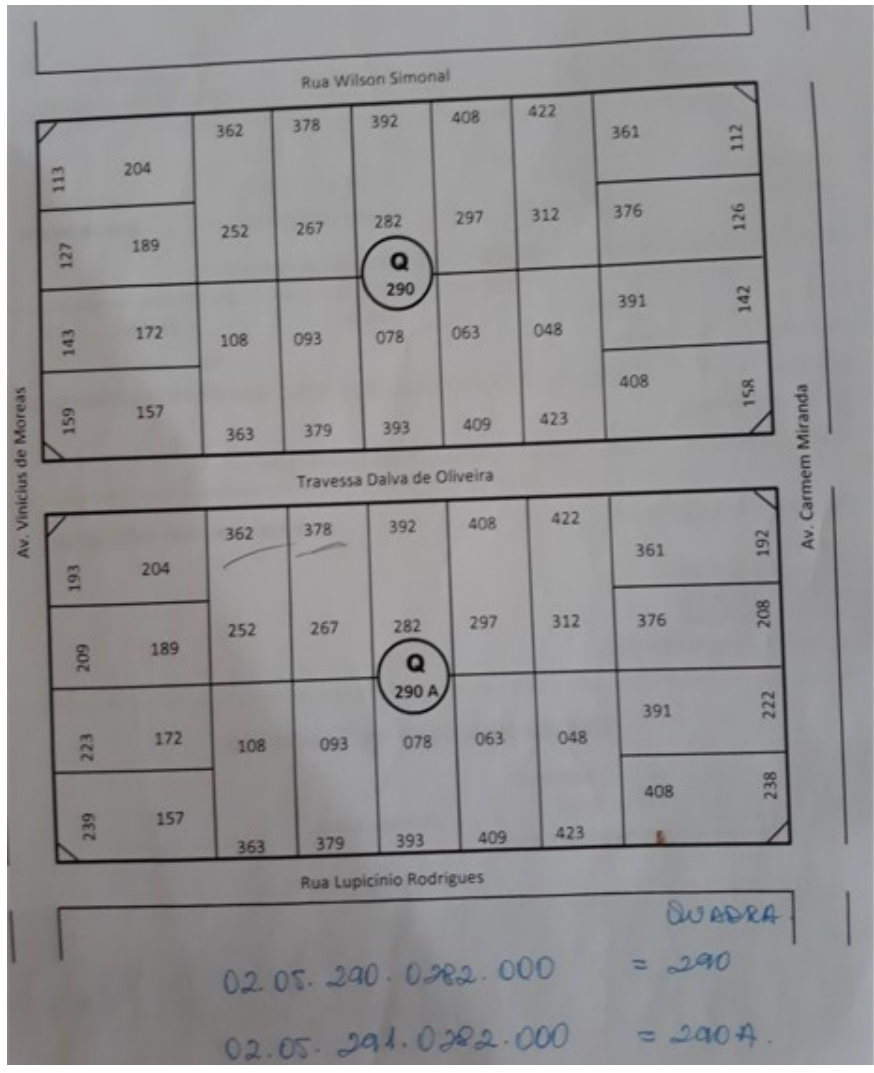 Rua Wilson Simonal
362 378 392 408 422
361 112
113 204
252 267 282 297 312
376 126
127 189
Q
290
391 142
143 172
108 093 078 063 048
408 158
159 157
363 379 393 409 423
Av. Vinicius de Moreas
Travessa Dalva de Oliveira
Av. Carmem Miranda
362 378 392 408 422
361 192
193 204
252 267 282 297 312
376 208
209 189
Q
290 A
391 222
223 172
108 093 078 063 048
408 238
239 157
363 379 393 409 423
Rua Lupicínio Rodrigues
QUADRA
02.05.290.0282.000 = 290
02.05.291.0282.000 = 290A.